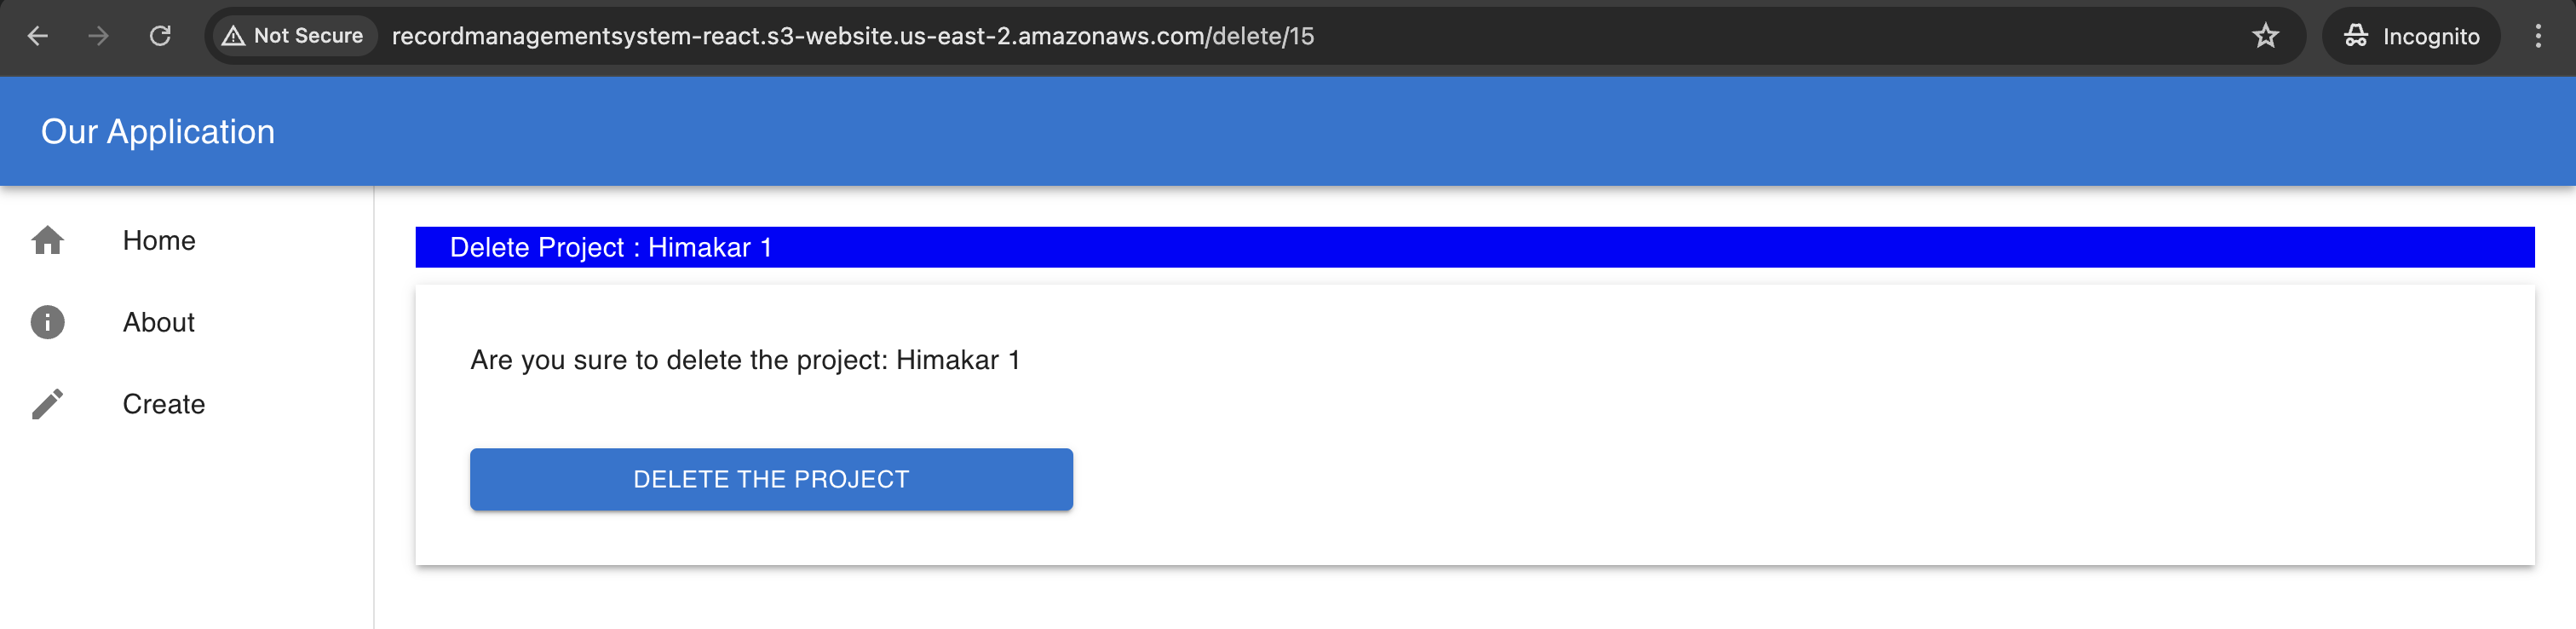 Not Secure recordmanagementsystem-react.s3-website.us-east-2.amazonaws.com/delete/15 Incognito
Our Application
Home
About
Create
Delete Project : Himakar 1
Are you sure to delete the project: Himakar 1
DELETE THE PROJECT